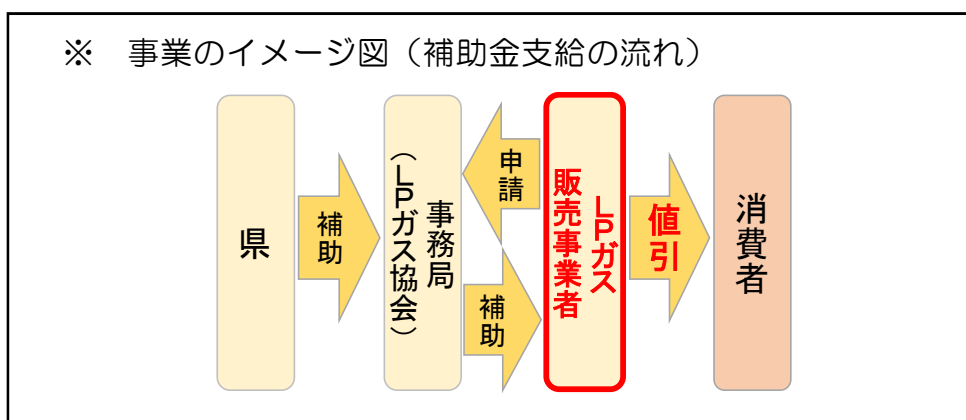 ※　事業のイメージ図（補助金支給の流れ）
県
補助
事務局
（ＬＰガス協会）
申請
補助
ＬＰガス
販売事業者
値引
消費者